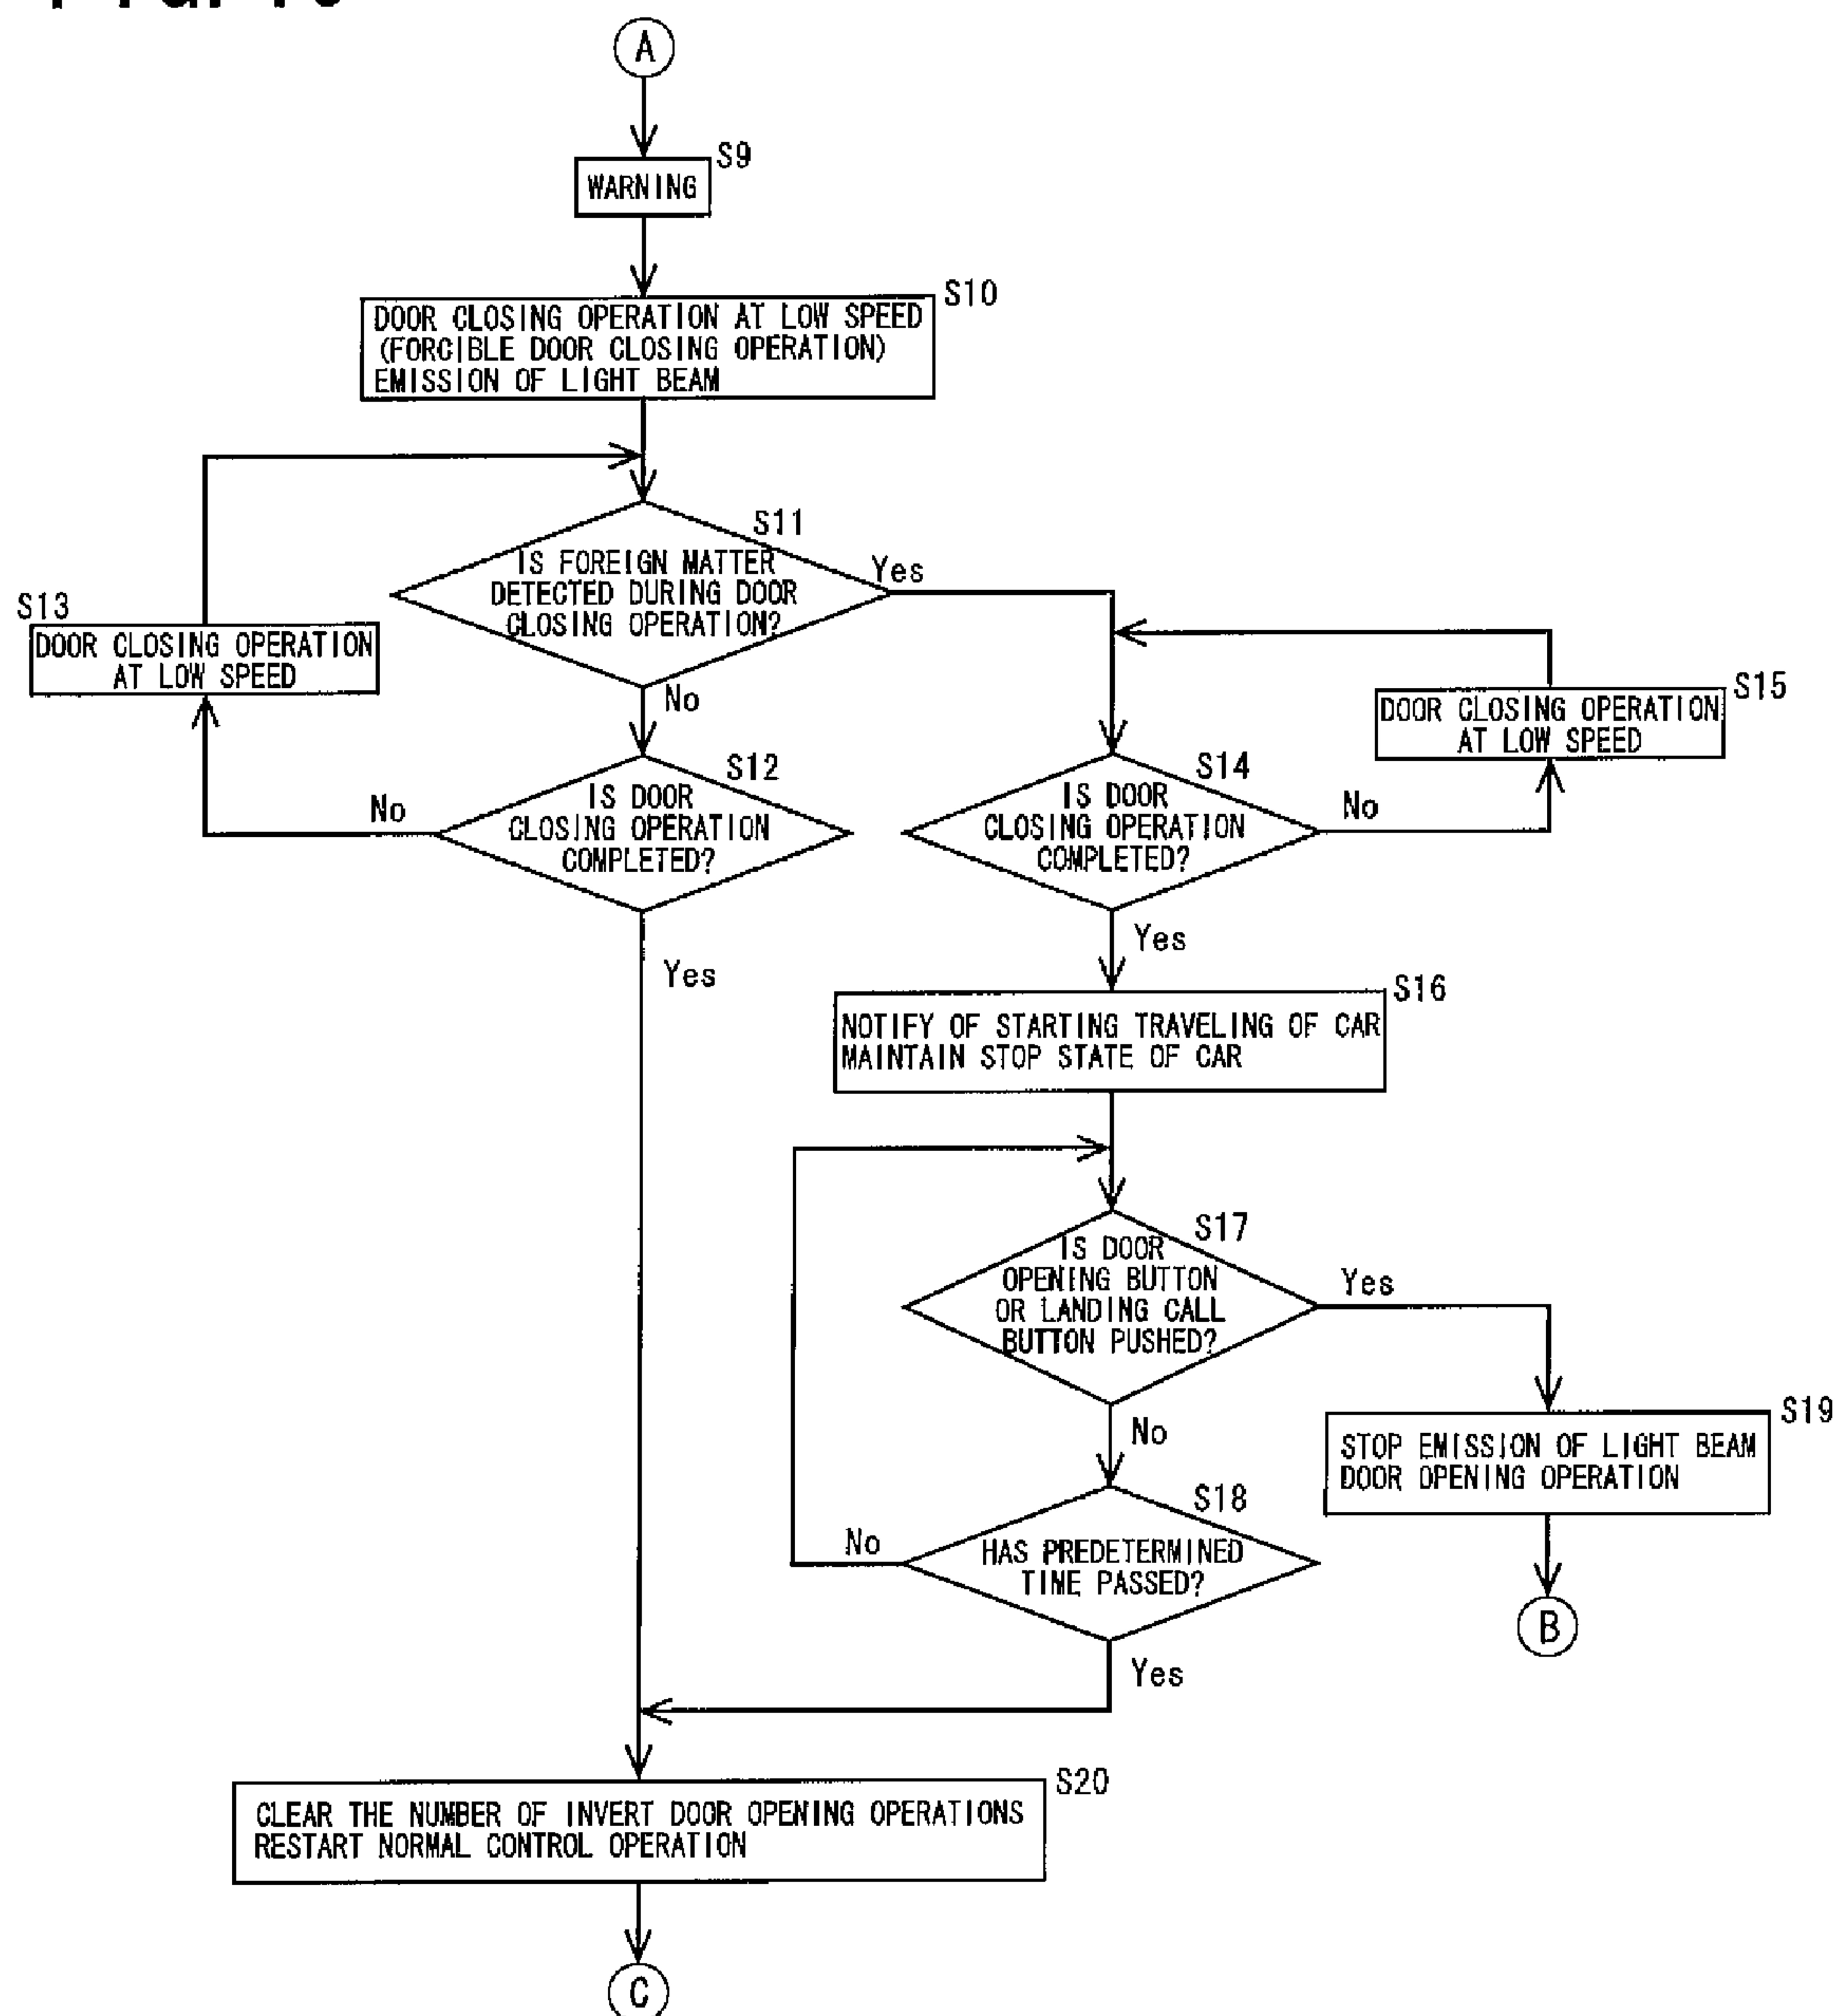 A
S9
WARNING
S10
DOOR CLOSING OPERATION AT LOW SPEED
(FORCIBLE DOOR CLOSING OPERATION)
EMISSION OF LIGHT BEAM
S11
IS FOREIGN MATTER
DETECTED DURING DOOR
CLOSING OPERATION?
Yes
No
S13
DOOR CLOSING OPERATION
AT LOW SPEED
S15
DOOR CLOSING OPERATION
AT LOW SPEED
S12
IS DOOR
CLOSING OPERATION
COMPLETED?
No
Yes
S14
IS DOOR
CLOSING OPERATION
COMPLETED?
No
Yes
S16
NOTIFY OF STARTING TRAVELING OF CAR
MAINTAIN STOP STATE OF CAR
S17
IS DOOR
OPENING BUTTON
OR LANDING CALL
BUTTON PUSHED?
Yes
No
S19
STOP EMISSION OF LIGHT BEAM
DOOR OPENING OPERATION
S18
HAS PREDETERMINED
TIME PASSED?
No
Yes
B
S20
CLEAR THE NUMBER OF INVERT DOOR OPENING OPERATIONS
RESTART NORMAL CONTROL OPERATION
C